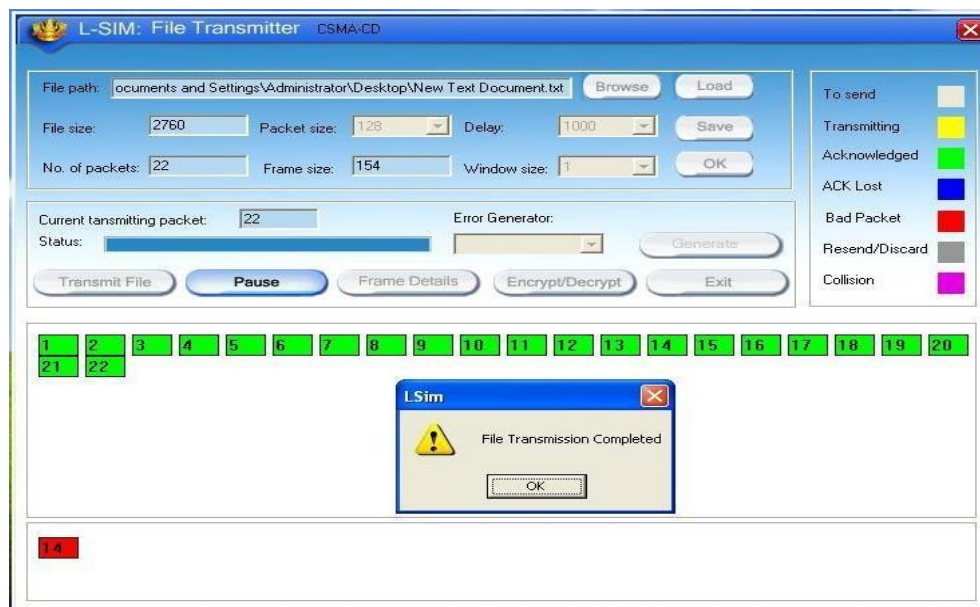 L-SIM: File Transmitter CSMA-CD
File path: ocuments and Settings\Administrator\Desktop\New Text Document.txt Browse Load
File size: 2760 Packet size: 128 Delay: 1000 Save
No. of packets: 22 Frame size: 154 Window size: 1 OK
To send
Transmitting
Acknowledged
ACK Lost
Bad Packet
Resend/Discard
Collision
Current tansmitting packet: 22 Error Generator:
Status: Generate
Transmit File Pause Frame Details Encrypt/Decrypt Exit
1 2 3 4 5 6 7 8 9 10 11 12 13 14 15 16 17 18 19 20
21 22
LSim
File Transmission Completed
OK
14